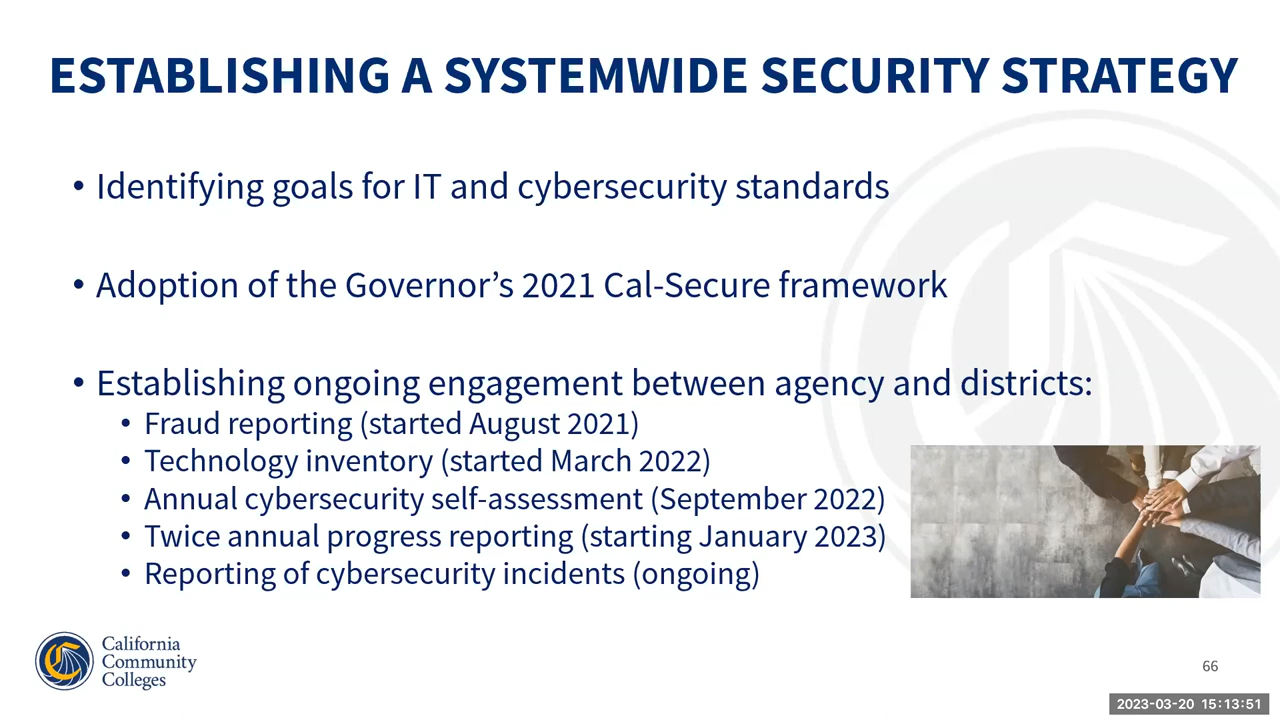 ESTABLISHING A SYSTEMWIDE SECURITY STRATEGY
• Identifying goals for IT and cybersecurity standards
• Adoption of the Governor’s 2021 Cal-Secure framework
• Establishing ongoing engagement between agency and districts:
• Fraud reporting (started August 2021)
• Technology inventory (started March 2022)
• Annual cybersecurity self-assessment (September 2022)
• Twice annual progress reporting (starting January 2023)
• Reporting of cybersecurity incidents (ongoing)
California
Community
Colleges
66
2023-03-20 15:13:51